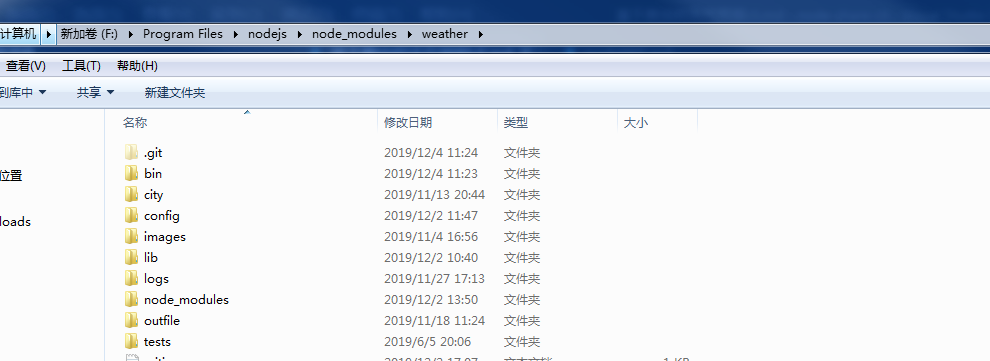 计算机 新加卷 (F:) Program Files nodejs node_modules weather
查看(V) 工具(T) 帮助(H)
到库中 共享 新建文件夹
名称 修改日期 类型 大小
.git 2019/12/4 11:24 文件夹
bin 2019/12/4 11:23 文件夹
位置
city 2019/11/13 20:44 文件夹
config 2019/12/2 11:47 文件夹
loads
images 2019/11/4 16:56 文件夹
lib 2019/12/2 10:40 文件夹
logs 2019/11/27 17:13 文件夹
node_modules 2019/12/2 13:50 文件夹
outfile 2019/11/18 11:24 文件夹
tests 2019/6/5 20:06 文件夹